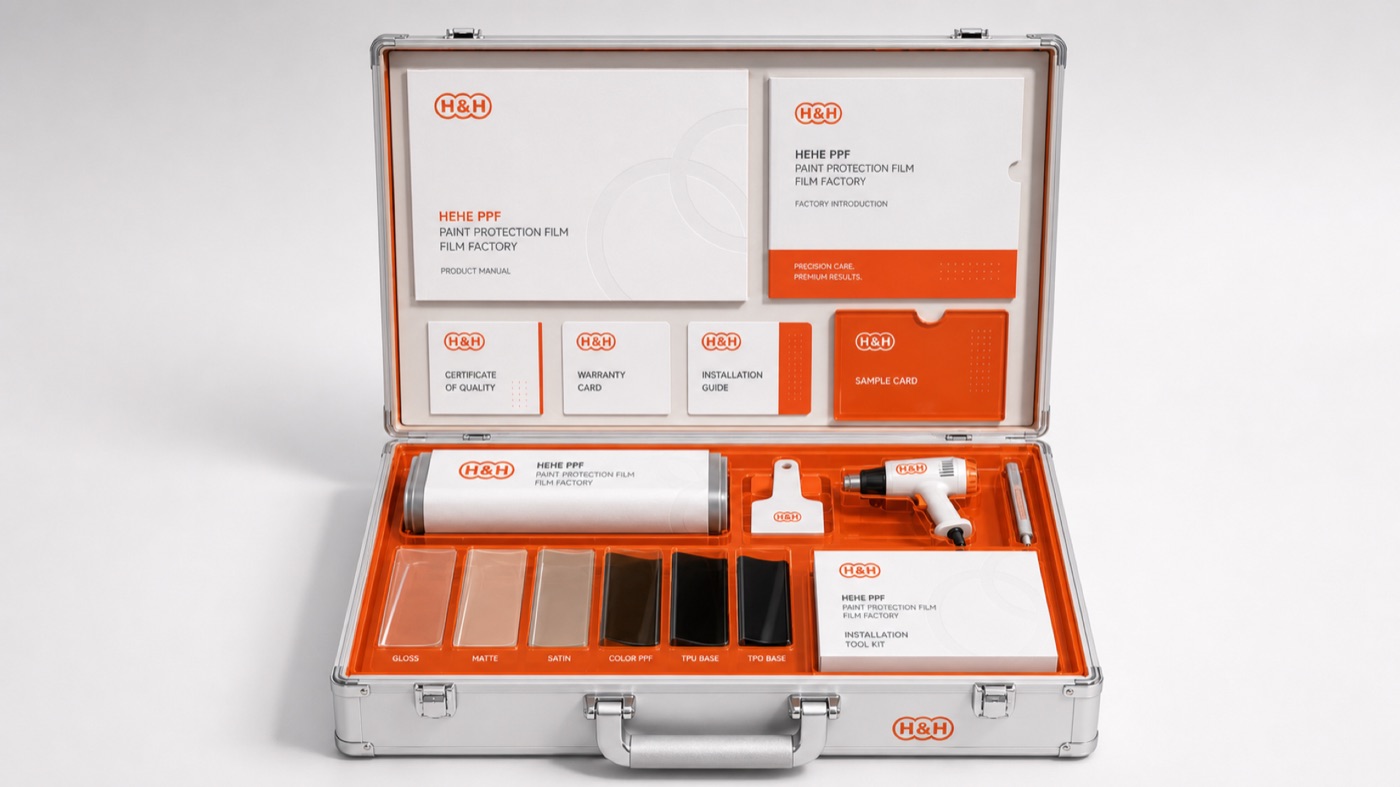 H&H
HEHE PPF
PAINT PROTECTION FILM
FILM FACTORY
PRODUCT MANUAL
H&H
HEHE PPF
PAINT PROTECTION FILM
FILM FACTORY
FACTORY INTRODUCTION
PRECISION CARE.
PREMIUM RESULTS.
H&H
CERTIFICATE
OF QUALITY
H&H
WARRANTY
CARD
H&H
INSTALLATION
GUIDE
H&H
SAMPLE CARD
H&H
HEHE PPF
PAINT PROTECTION FILM
FILM FACTORY
H&H
H&H
GLOSS
MATTE
SATIN
COLOR PPF
TPU BASE
TPO BASE
H&H
HEHE PPF
PAINT PROTECTION FILM
FILM FACTORY
INSTALLATION
TOOL KIT
H&H